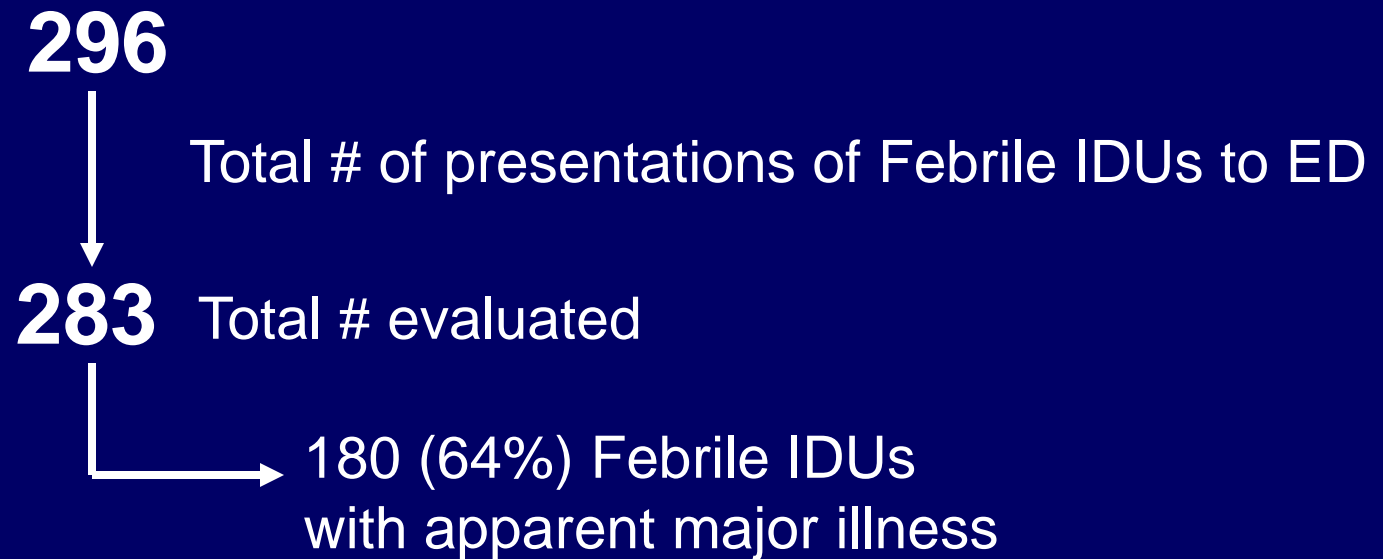 296
Total # of presentations of Febrile IDUs to ED
283 Total # evaluated
180 (64%) Febrile IDUs
with apparent major illness